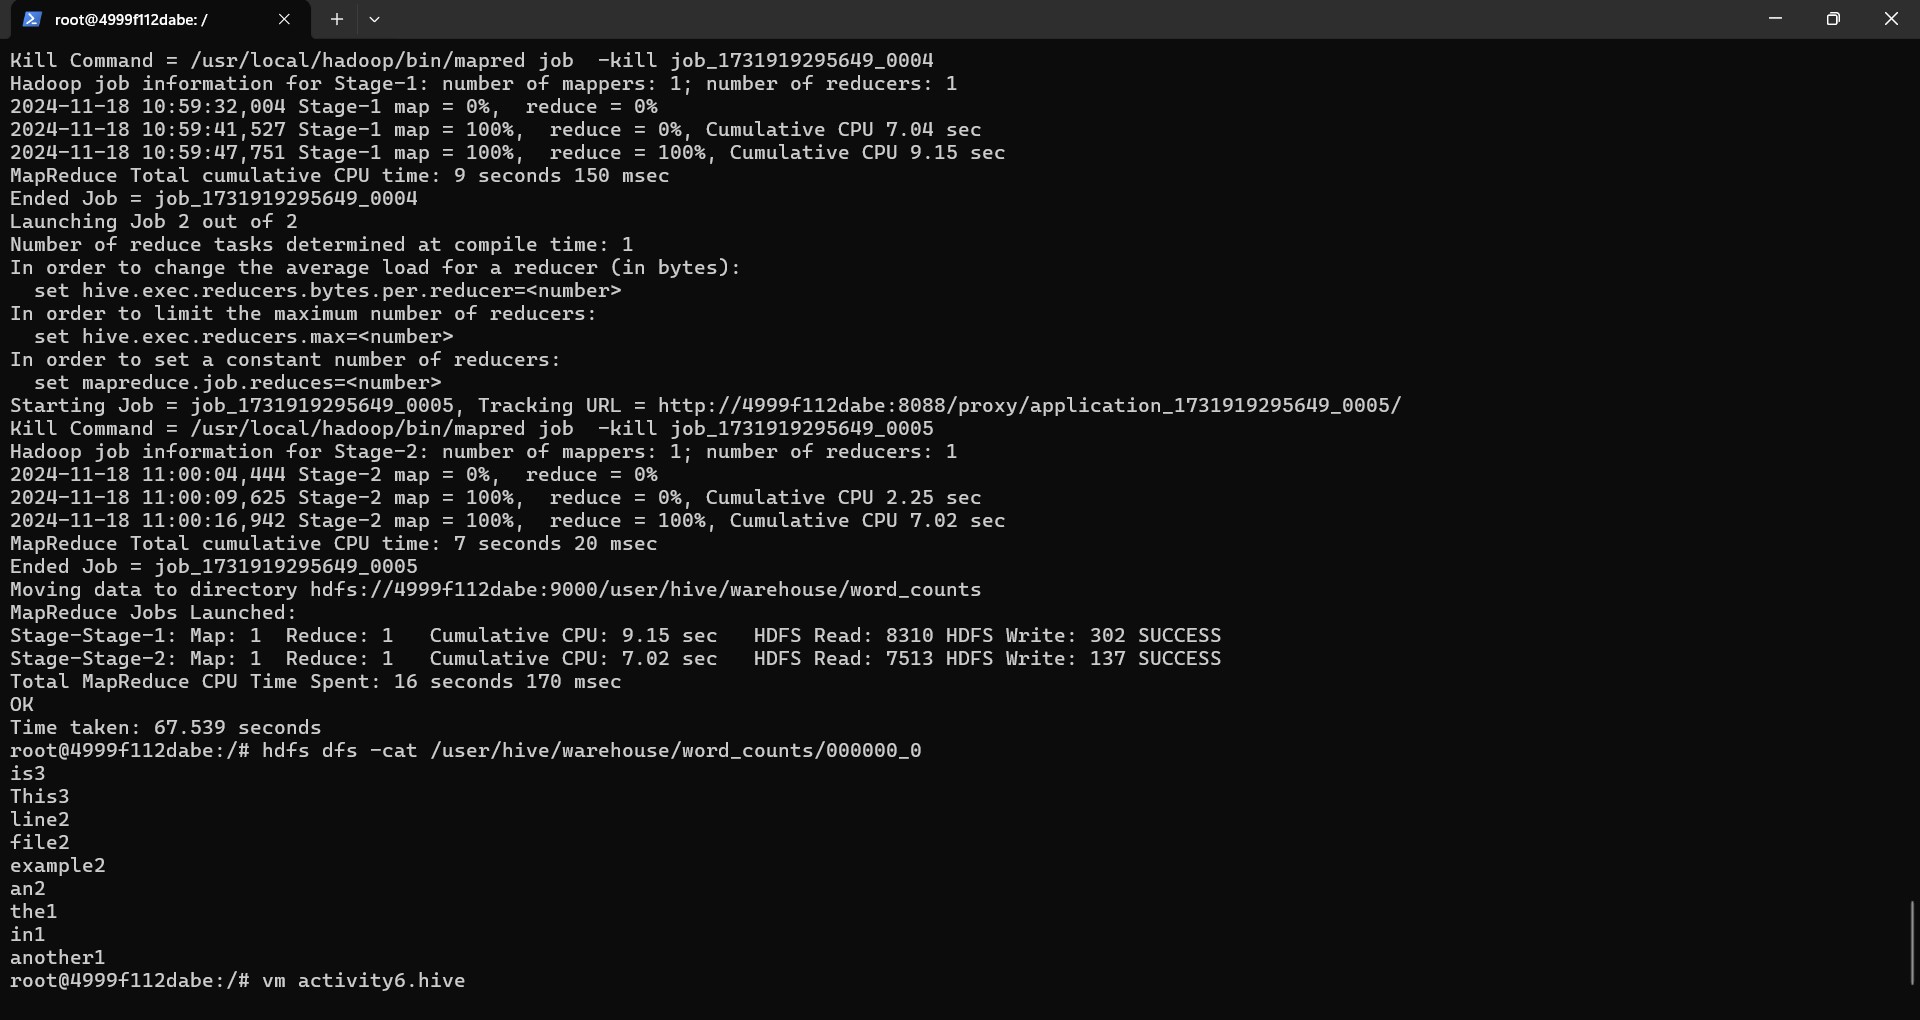 root@4999f112dabe: /
Kill Command = /usr/local/hadoop/bin/mapred job  -kill job_1731919295649_0004
Hadoop job information for Stage-1: number of mappers: 1; number of reducers: 1
2024-11-18 10:59:32,004 Stage-1 map = 0%,  reduce = 0%
2024-11-18 10:59:41,527 Stage-1 map = 100%,  reduce = 0%, Cumulative CPU 7.04 sec
2024-11-18 10:59:47,751 Stage-1 map = 100%,  reduce = 100%, Cumulative CPU 9.15 sec
MapReduce Total cumulative CPU time: 9 seconds 150 msec
Ended Job = job_1731919295649_0004
Launching Job 2 out of 2
Number of reduce tasks determined at compile time: 1
In order to change the average load for a reducer (in bytes):
  set hive.exec.reducers.bytes.per.reducer=<number>
In order to limit the maximum number of reducers:
  set hive.exec.reducers.max=<number>
In order to set a constant number of reducers:
  set mapreduce.job.reduces=<number>
Starting Job = job_1731919295649_0005, Tracking URL = http://4999f112dabe:8088/proxy/application_1731919295649_0005/
Kill Command = /usr/local/hadoop/bin/mapred job  -kill job_1731919295649_0005
Hadoop job information for Stage-2: number of mappers: 1; number of reducers: 1
2024-11-18 11:00:04,444 Stage-2 map = 0%,  reduce = 0%
2024-11-18 11:00:09,625 Stage-2 map = 100%,  reduce = 0%, Cumulative CPU 2.25 sec
2024-11-18 11:00:16,942 Stage-2 map = 100%,  reduce = 100%, Cumulative CPU 7.02 sec
MapReduce Total cumulative CPU time: 7 seconds 20 msec
Ended Job = job_1731919295649_0005
Moving data to directory hdfs://4999f112dabe:9000/user/hive/warehouse/word_counts
MapReduce Jobs Launched:
Stage-Stage-1: Map: 1  Reduce: 1   Cumulative CPU: 9.15 sec   HDFS Read: 8310 HDFS Write: 302 SUCCESS
Stage-Stage-2: Map: 1  Reduce: 1   Cumulative CPU: 7.02 sec   HDFS Read: 7513 HDFS Write: 137 SUCCESS
Total MapReduce CPU Time Spent: 16 seconds 170 msec
OK
Time taken: 67.539 seconds
root@4999f112dabe:/# hdfs dfs -cat /user/hive/warehouse/word_counts/000000_0
is3
This3
line2
file2
example2
an2
the1
in1
another1
root@4999f112dabe:/# vm activity6.hive